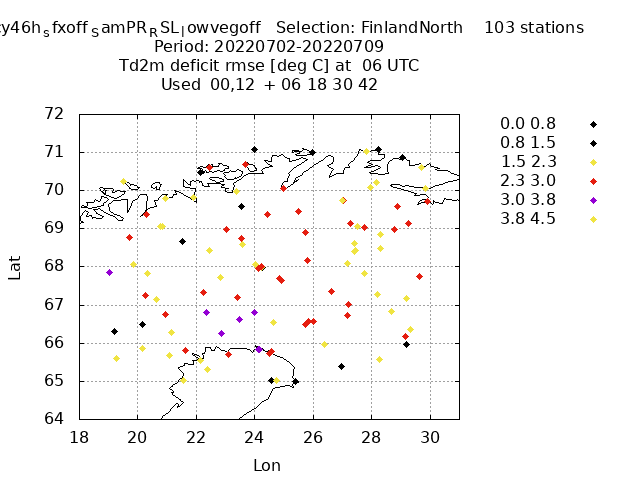 y46h_sfxoff_SamPR_RSL_lowvegoff Selection: FinlandNorth 103 stations
Period: 20220702-20220709
Td2m deficit rmse [deg C] at 06 UTC
Used 00,12 + 06 18 30 42
72
71
70
69
68
67
66
65
64
18 20 22 24 26 28 30
Lat
Lon
0.0 0.8
0.8 1.5
1.5 2.3
2.3 3.0
3.0 3.8
3.8 4.5